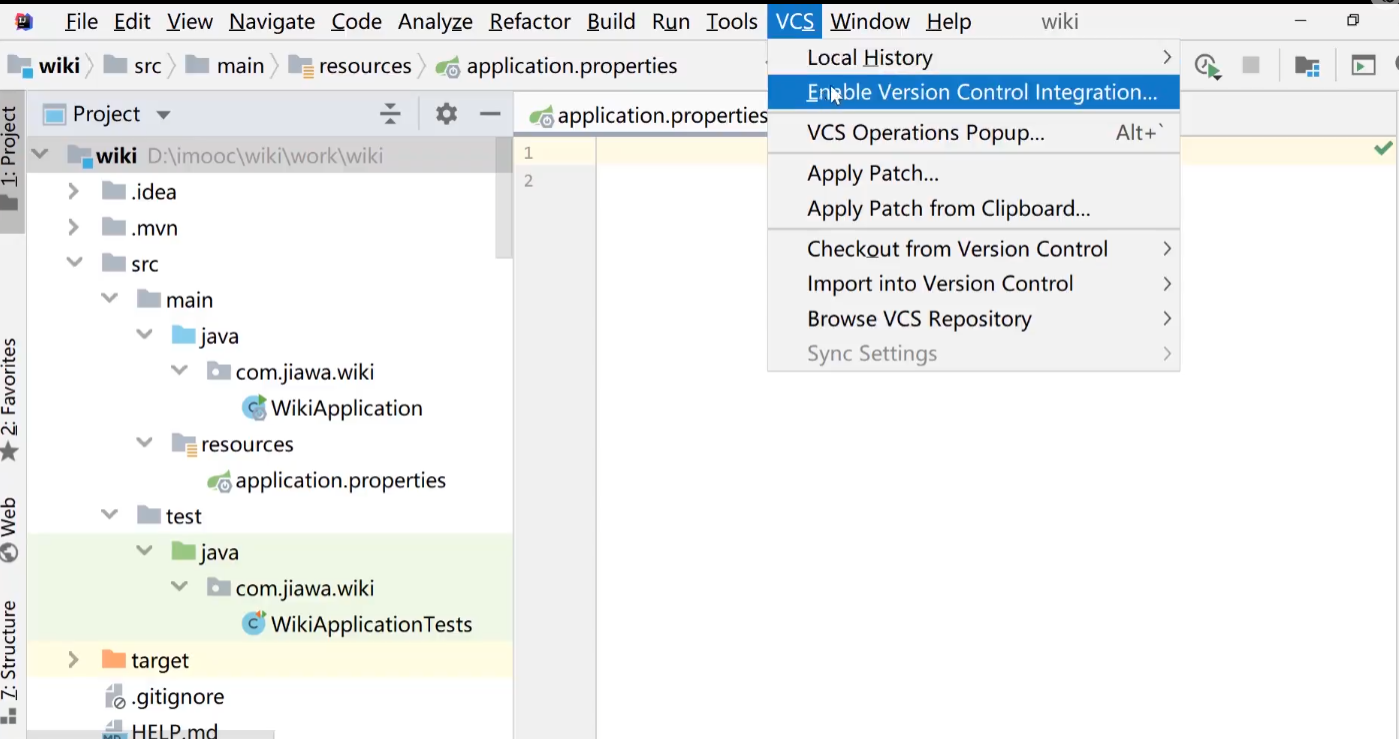 File Edit View Navigate Code Analyze Refactor Build Run Tools VCS Window Help wiki
wiki src main resources application.properties
Local History
Enable Version Control Integration...
VCS Operations Popup... Alt+`
Apply Patch...
Apply Patch from Clipboard...
Checkout from Version Control
Import into Version Control
Browse VCS Repository
Sync Settings
1: Project
2: Favorites
Web
Z: Structure
Project
wiki D:\imooc\wiki\work\wiki
.idea
.mvn
src
main
java
com.jiawa.wiki
WikiApplication
resources
application.properties
test
java
com.jiawa.wiki
WikiApplicationTests
target
.gitignore
HELP.md
application.properties
1
2